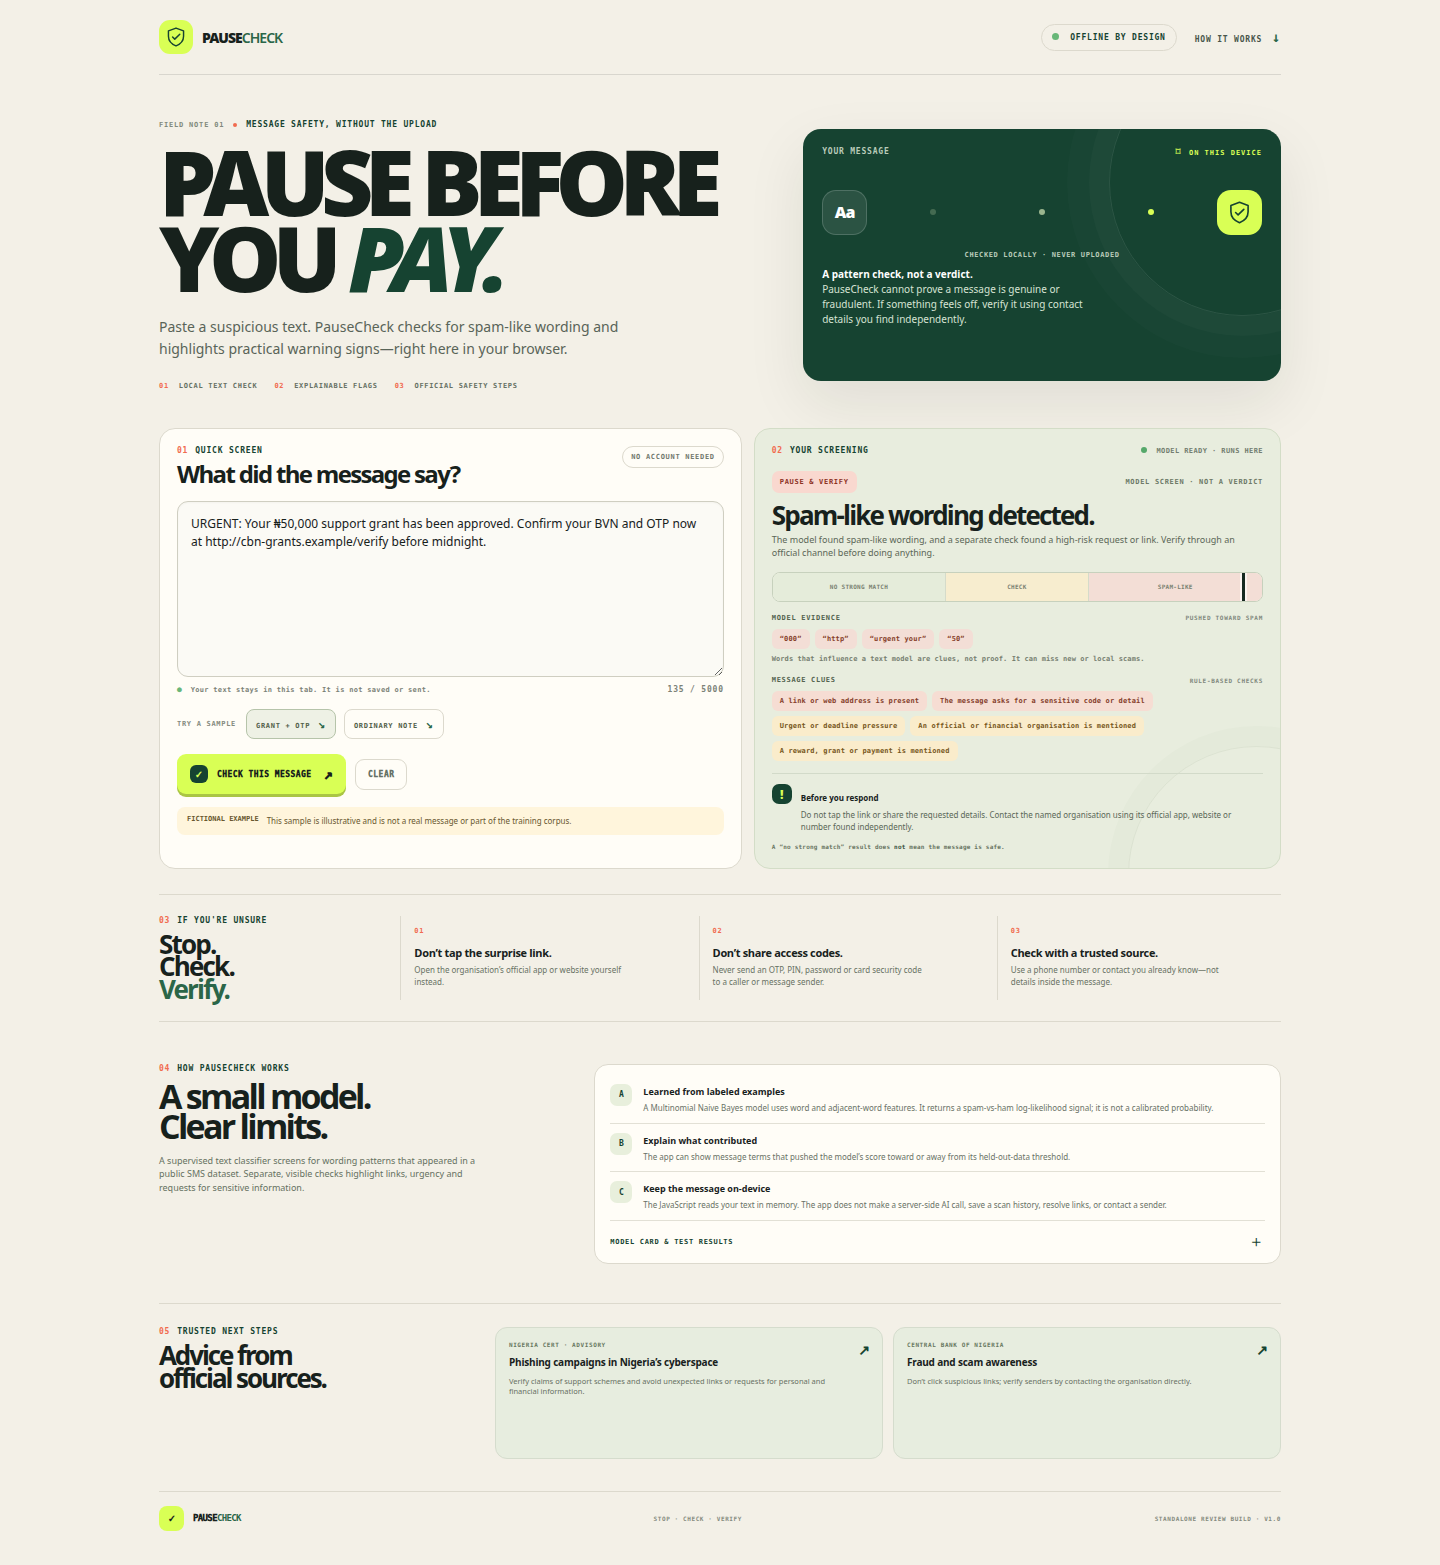 PAUSECHECK
OFFLINE BY DESIGN
HOW IT WORKS ↓
FIELD NOTE 01 • MESSAGE SAFETY, WITHOUT THE UPLOAD
PAUSE BEFORE
YOU PAY.
Paste a suspicious text. PauseCheck checks for spam-like wording and
highlights practical warning signs—right here in your browser.
01 LOCAL TEXT CHECK 02 EXPLAINABLE FLAGS 03 OFFICIAL SAFETY STEPS
YOUR MESSAGE
ON THIS DEVICE
Aa
CHECKED LOCALLY · NEVER UPLOADED
A pattern check, not a verdict.
PauseCheck cannot prove a message is genuine or
fraudulent. If something feels off, verify it using contact
details you find independently.
01 QUICK SCREEN
What did the message say?
NO ACCOUNT NEEDED
URGENT: Your ₦50,000 support grant has been approved. Confirm your BVN and OTP now
at http://cbn-grants.example/verify before midnight.
Your text stays in this tab. It is not saved or sent.
135 / 5000
TRY A SAMPLE
GRANT + OTP ↘
ORDINARY NOTE ↘
✓ CHECK THIS MESSAGE ↗
CLEAR
FICTIONAL EXAMPLE This sample is illustrative and is not a real message or part of the training corpus.
02 YOUR SCREENING
MODEL READY · RUNS HERE
PAUSE & VERIFY
MODEL SCREEN · NOT A VERDICT
Spam-like wording detected.
The model found spam-like wording, and a separate check found a high-risk request or link. Verify through an
official channel before doing anything.
NO STRONG MATCH
CHECK
SPAM-LIKE
MODEL EVIDENCE
PUSHED TOWARD SPAM
“000” “http” “urgent your” “50”
Words that influence a text model are clues, not proof. It can miss new or local scams.
MESSAGE CLUES
RULE-BASED CHECKS
A link or web address is present
The message asks for a sensitive code or detail
Urgent or deadline pressure
An official or financial organisation is mentioned
A reward, grant or payment is mentioned
! Before you respond
Do not tap the link or share the requested details. Contact the named organisation using its official app, website or
number found independently.
A “no strong match” result does not mean the message is safe.
03 IF YOU'RE UNSURE
Stop.
Check.
Verify.
01
Don’t tap the surprise link.
Open the organisation’s official app or website yourself
instead.
02
Don’t share access codes.
Never send an OTP, PIN, password or card security code
to a caller or message sender.
03
Check with a trusted source.
Use a phone number or contact you already know—not
details inside the message.
04 HOW PAUSECHECK WORKS
A small model.
Clear limits.
A supervised text classifier screens for wording patterns that appeared in a
public SMS dataset. Separate, visible checks highlight links, urgency and
requests for sensitive information.
A Learned from labeled examples
A Multinomial Naive Bayes model uses word and adjacent-word features. It returns a spam-vs-ham log-likelihood signal; it is not a calibrated probability.
B Explain what contributed
The app can show message terms that pushed the model’s score toward or away from its held-out-data threshold.
C Keep the message on-device
The JavaScript reads your text in memory. The app does not make a server-side AI call, save a scan history, resolve links, or contact a sender.
MODEL CARD & TEST RESULTS +
05 TRUSTED NEXT STEPS
Advice from
official sources.
NIGERIA CERT · ADVISORY ↗
Phishing campaigns in Nigeria’s cyberspace
Verify claims of support schemes and avoid unexpected links or requests for personal and
financial information.
CENTRAL BANK OF NIGERIA ↗
Fraud and scam awareness
Don’t click suspicious links; verify senders by contacting the organisation directly.
✓ PAUSECHECK
STOP · CHECK · VERIFY
STANDALONE REVIEW BUILD · V1.0